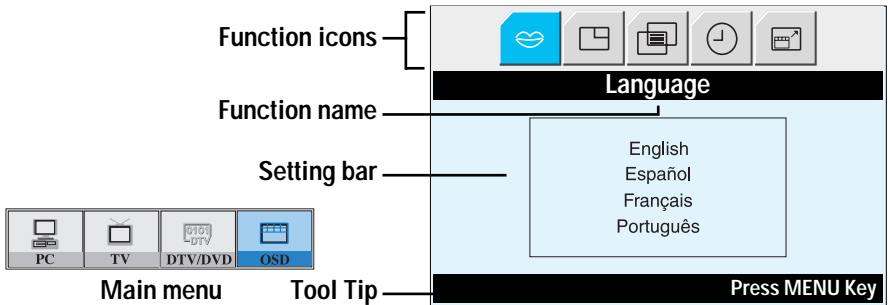 Function icons
Language
Function name
English
Español
Français
Português
Setting bar
0101
DTV
PC
TV
DTV/DVD
OSD
Main menu
Tool Tip
Press MENU Key